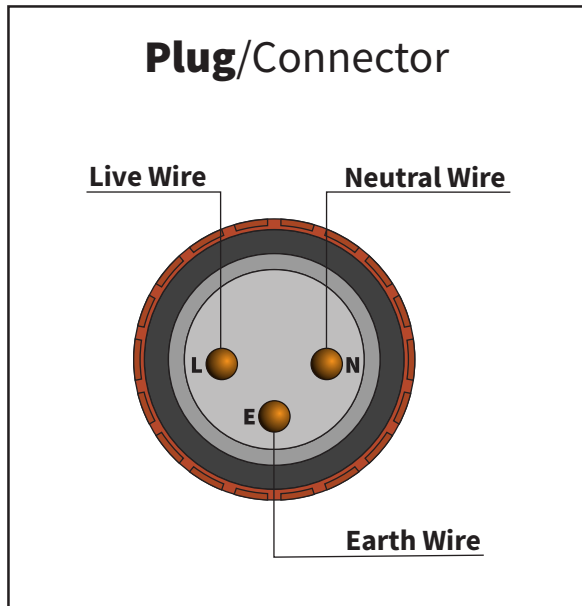 Plug/Connector
Live Wire
Neutral Wire
L
N
E
Earth Wire